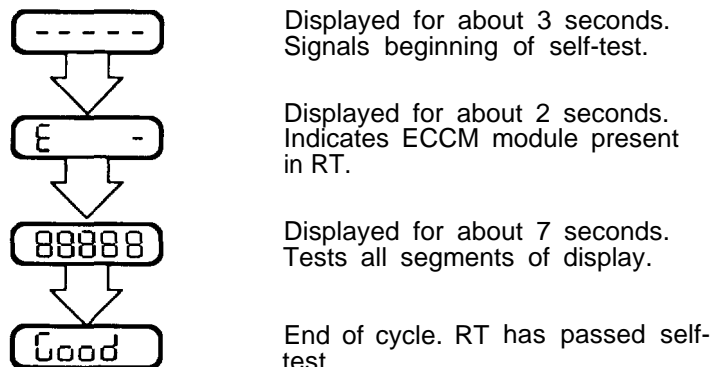 - - - - -
Displayed for about 3 seconds.
Signals beginning of self-test.
E -
Displayed for about 2 seconds.
Indicates ECCM module present
in RT.
88888
Displayed for about 7 seconds.
Tests all segments of display.
Good
End of cycle. RT has passed self-
test